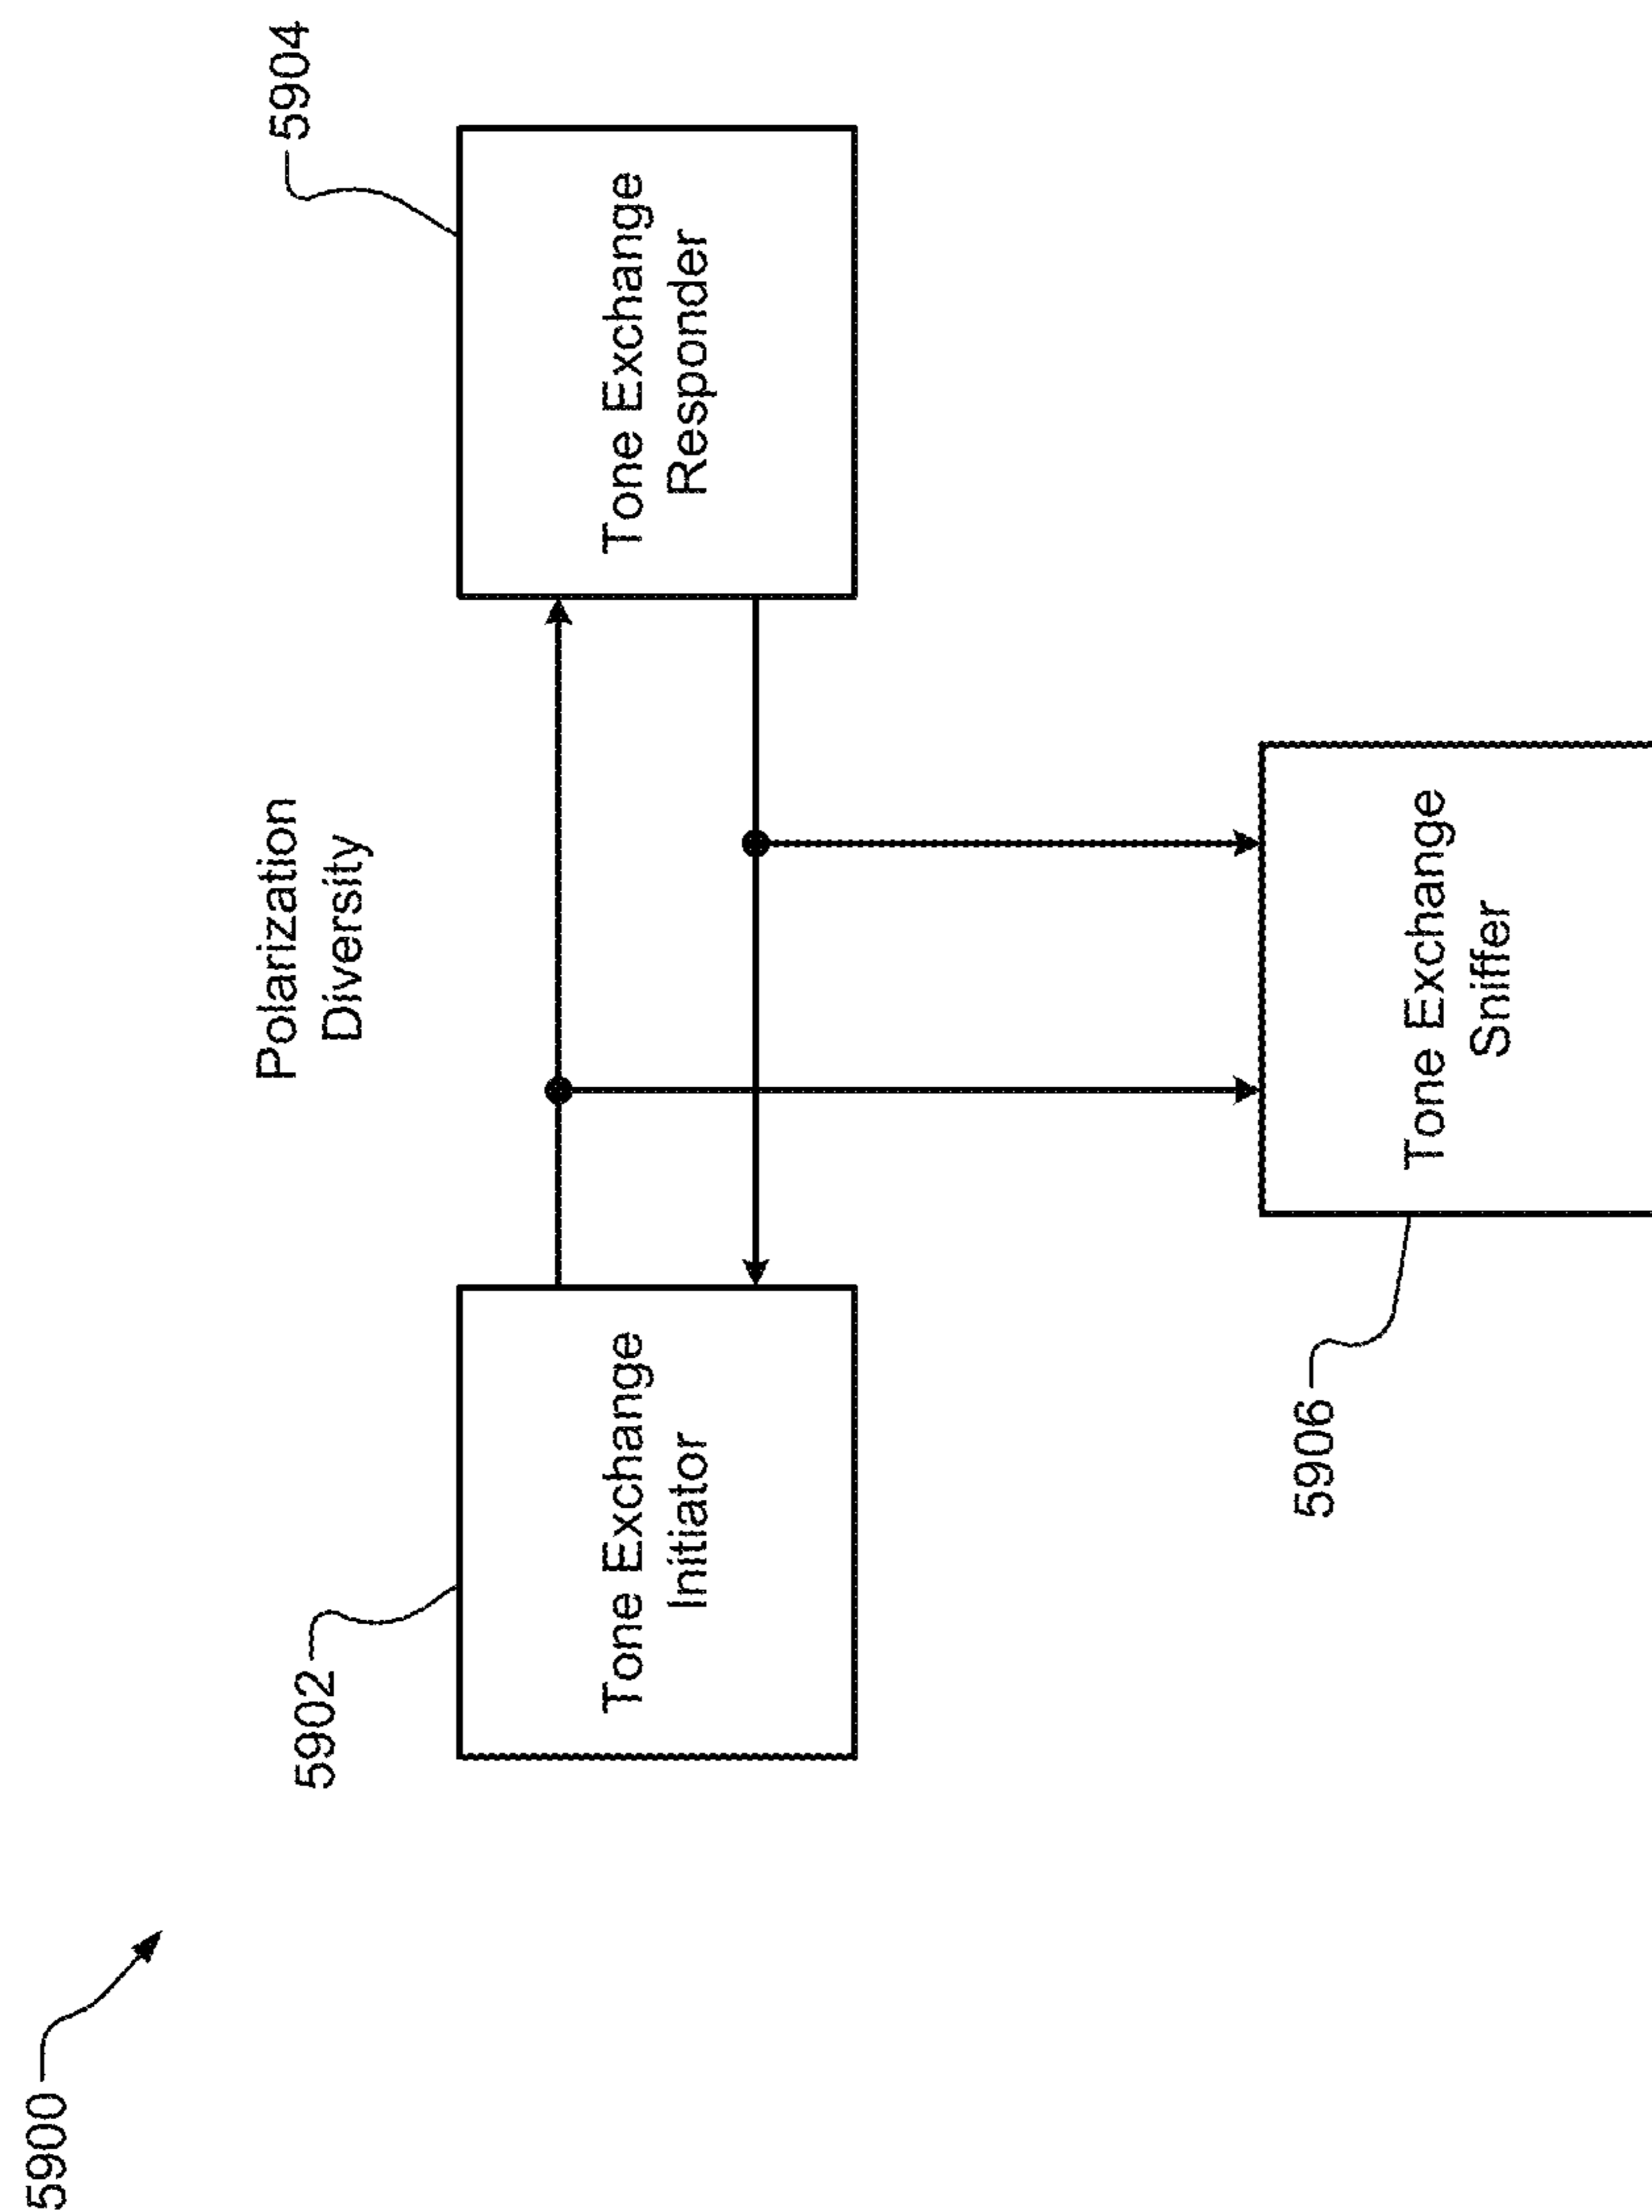 5900
Polarization
Diversity
5902
Tone Exchange
Initiator
5904
Tone Exchange
Responder
5906
Tone Exchange
Sniffer